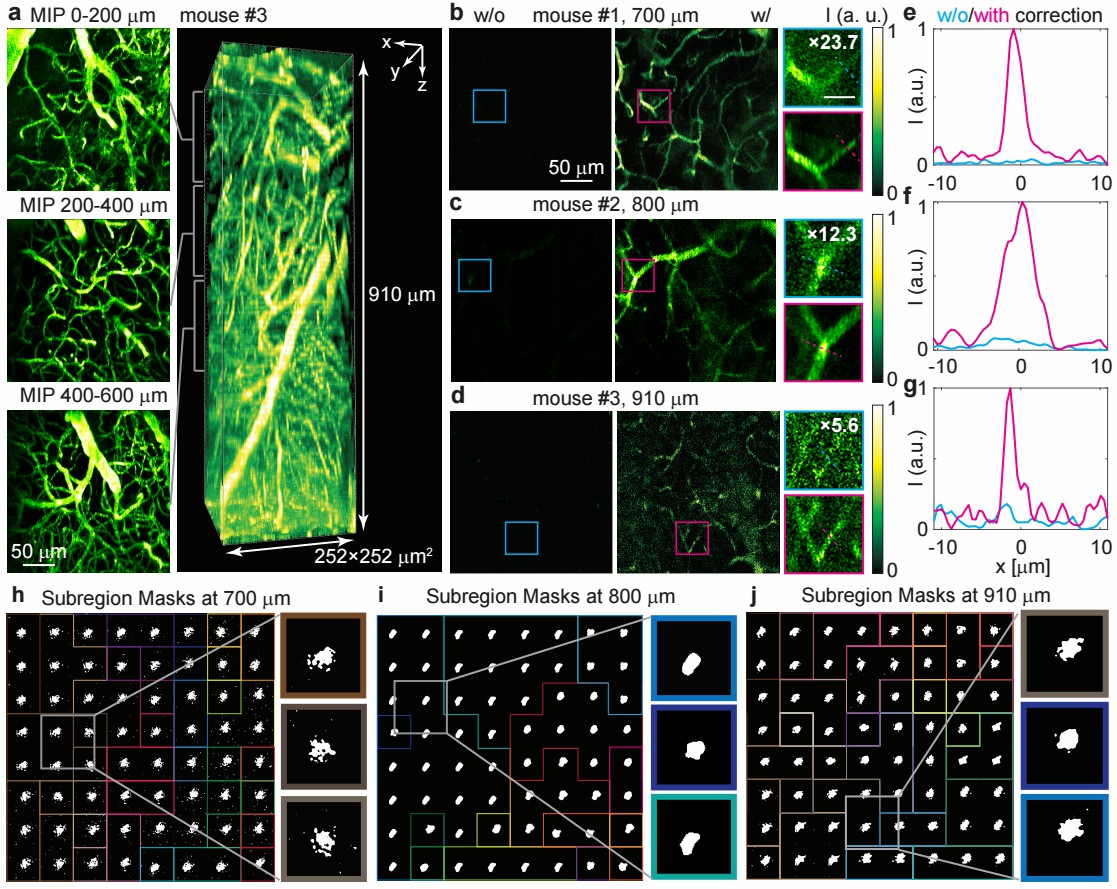 a MIP 0-200 μm mouse #3
x
y
z
MIP 200-400 μm
910 μm
MIP 400-600 μm
50 μm
252×252 μm²
b w/o mouse #1, 700 μm w/ I (a. u.)
×23.7
1
50 μm
0
c mouse #2, 800 μm
×12.3
1
0
d mouse #3, 910 μm
×5.6
1
0
e w/o/with correction
1
I (a.u.)
0
-10 0 10
f
1
I (a.u.)
0
-10 0 10
g
1
I (a.u.)
0
-10 0 10
x [μm]
h Subregion Masks at 700 μm
i Subregion Masks at 800 μm
j Subregion Masks at 910 μm